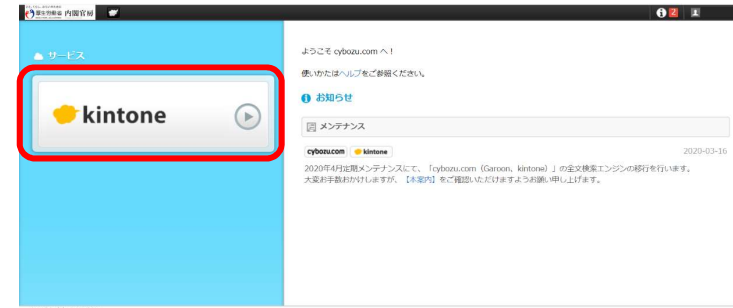 厚生労働省 内閣官房
サービス
kintone
ようこそ cybozu.com へ！
使いかたはヘルプをご参照ください。
お知らせ
メンテナンス
cybozu.com kintone 2020-03-16
2020年4月定期メンテナンスにて、「cybozu.com（Garoon、kintone）」の全文検索エンジンの移行を行います。
大変お手数おかけしますが、【本案内】をご確認いただけますようお願い申し上げます。